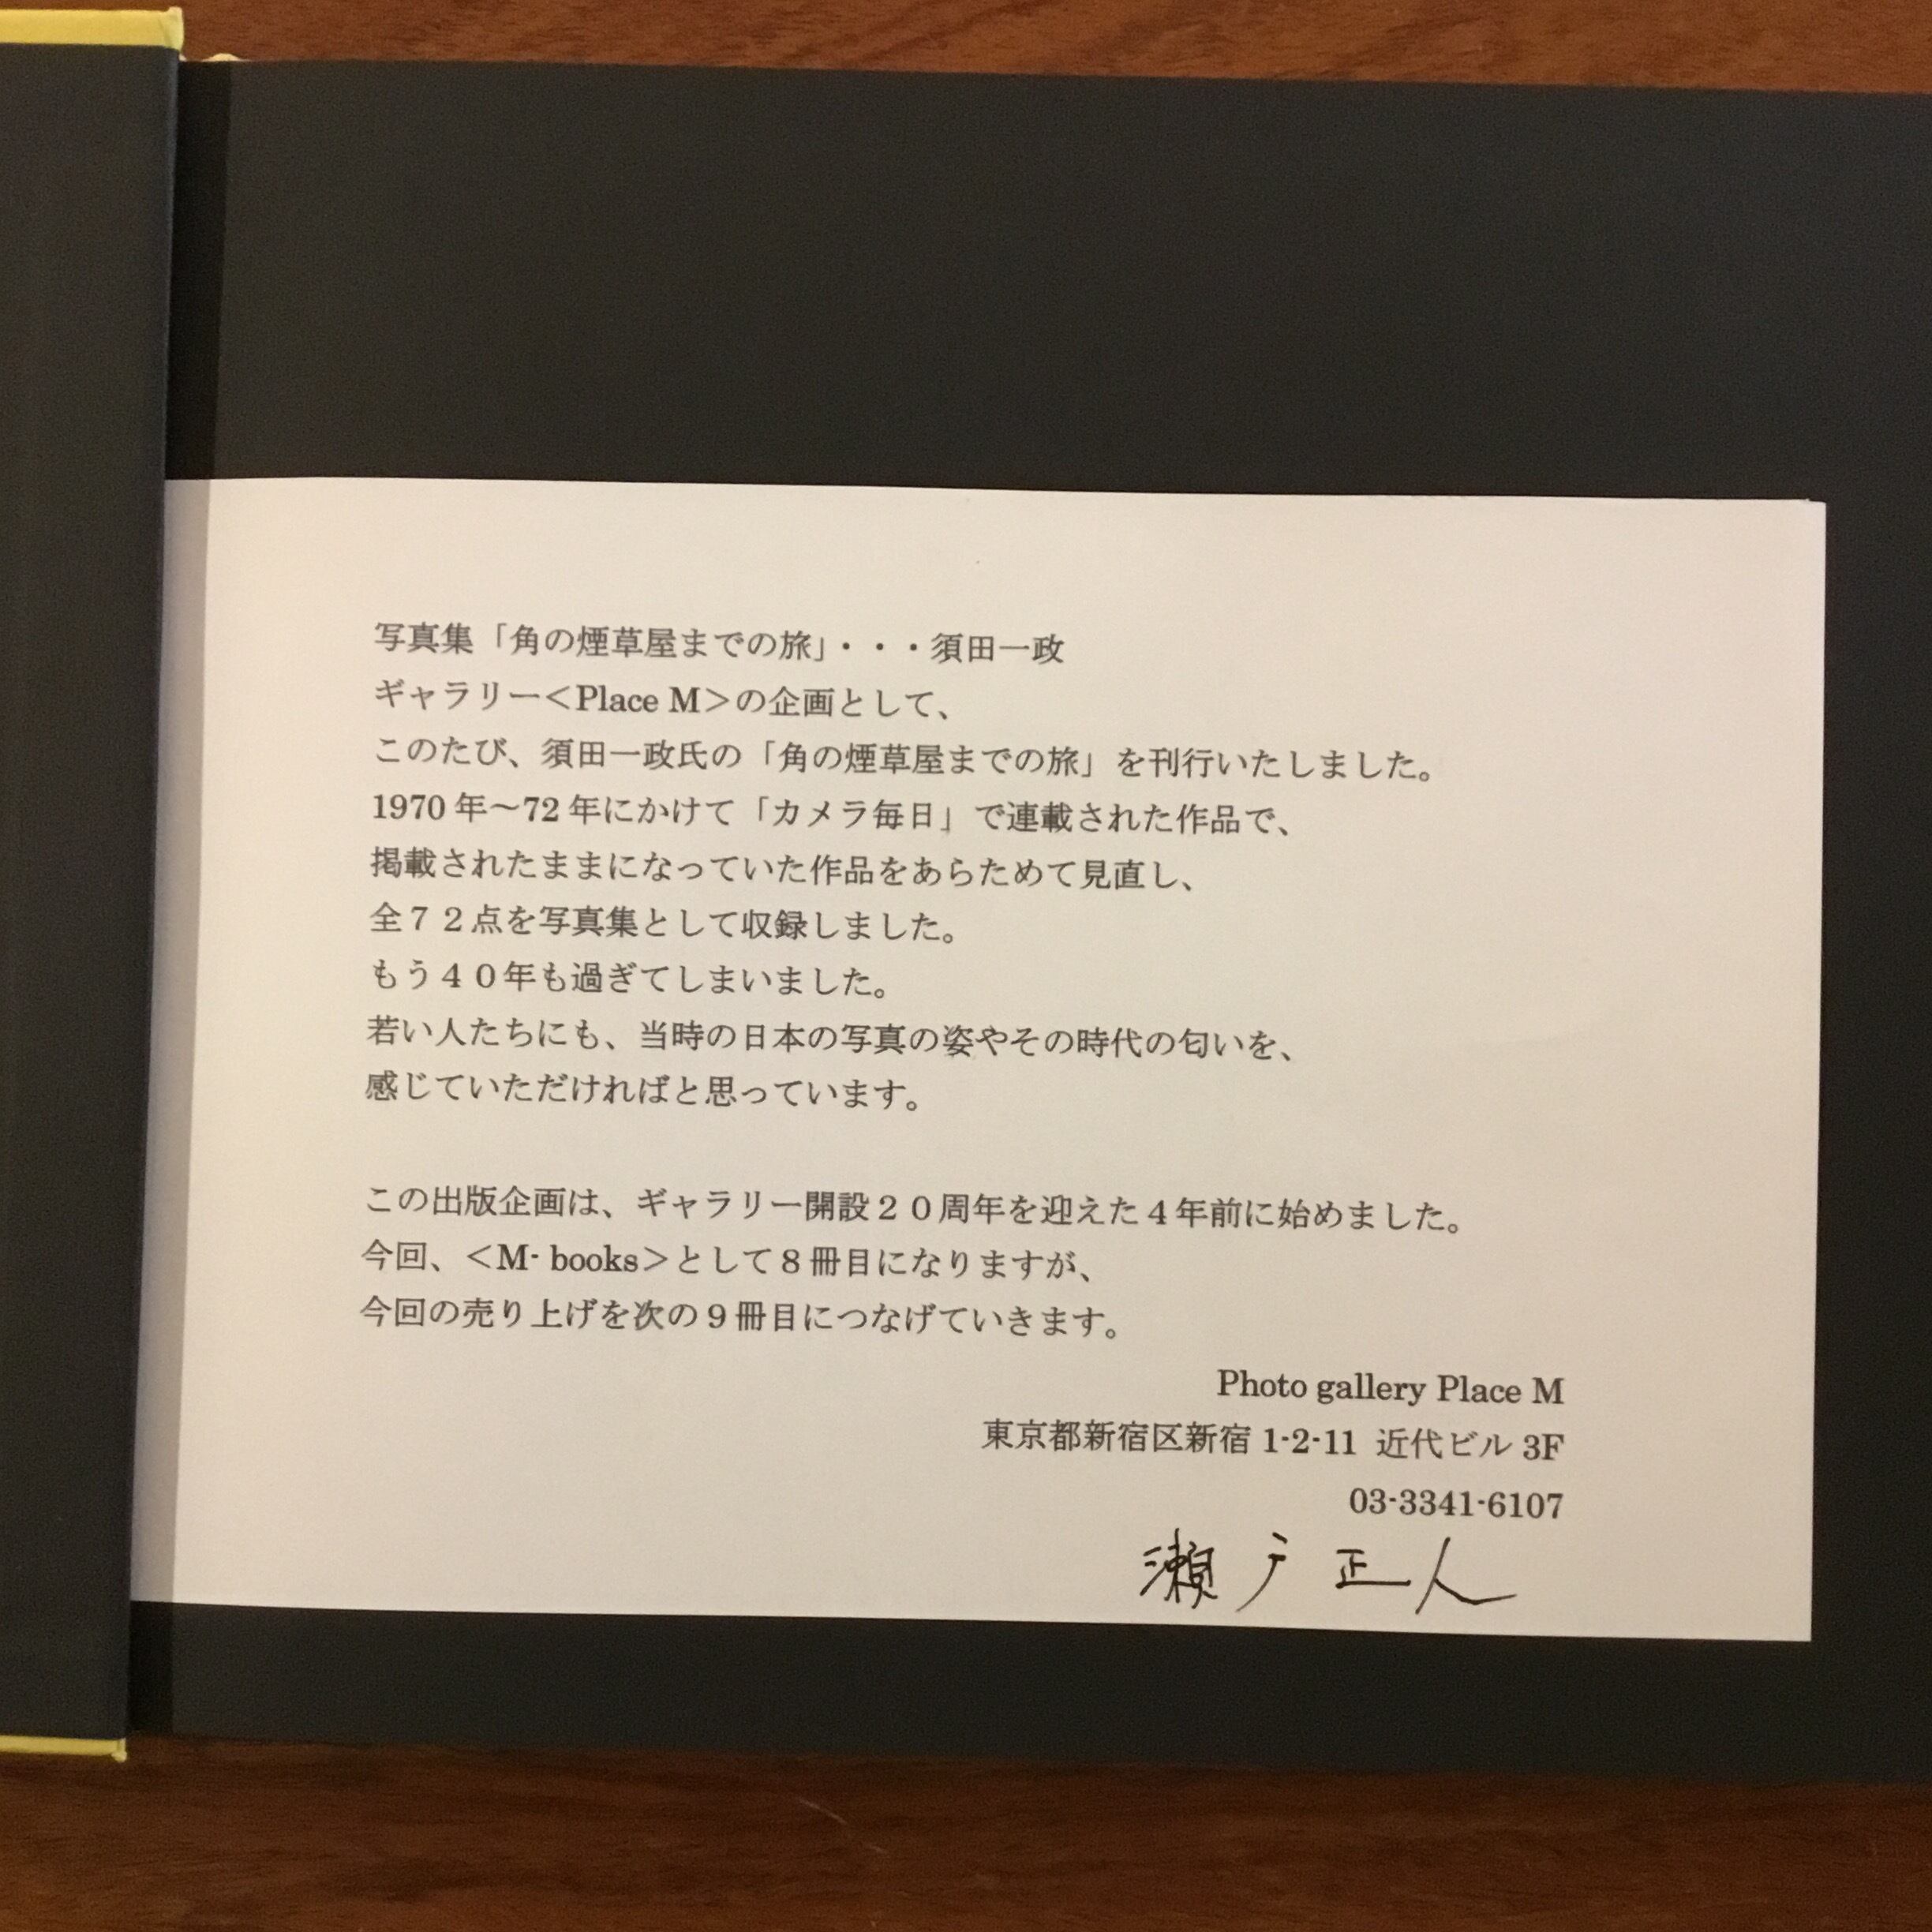 写真集「角の煙草屋までの旅」・・・須田一政
ギャラリー＜Place M＞の企画として、
このたび、須田一政氏の「角の煙草屋までの旅」を刊行いたしました。
1970 年～72 年にかけて「カメラ毎日」で連載された作品で、
掲載されたままになっていた作品をあらためて見直し、
全７２点を写真集として収録しました。
もう４０年も過ぎてしまいました。
若い人たちにも、当時の日本の写真の姿やその時代の匂いを、
感じていただければと思っています。
この出版企画は、ギャラリー開設２０周年を迎えた４年前に始めました。
今回、＜M- books＞として８冊目になりますが、
今回の売り上げを次の９冊目につなげていきます。
Photo gallery Place M
東京都新宿区新宿 1-2-11 近代ビル 3F
03-3341-6107
瀬戸正人